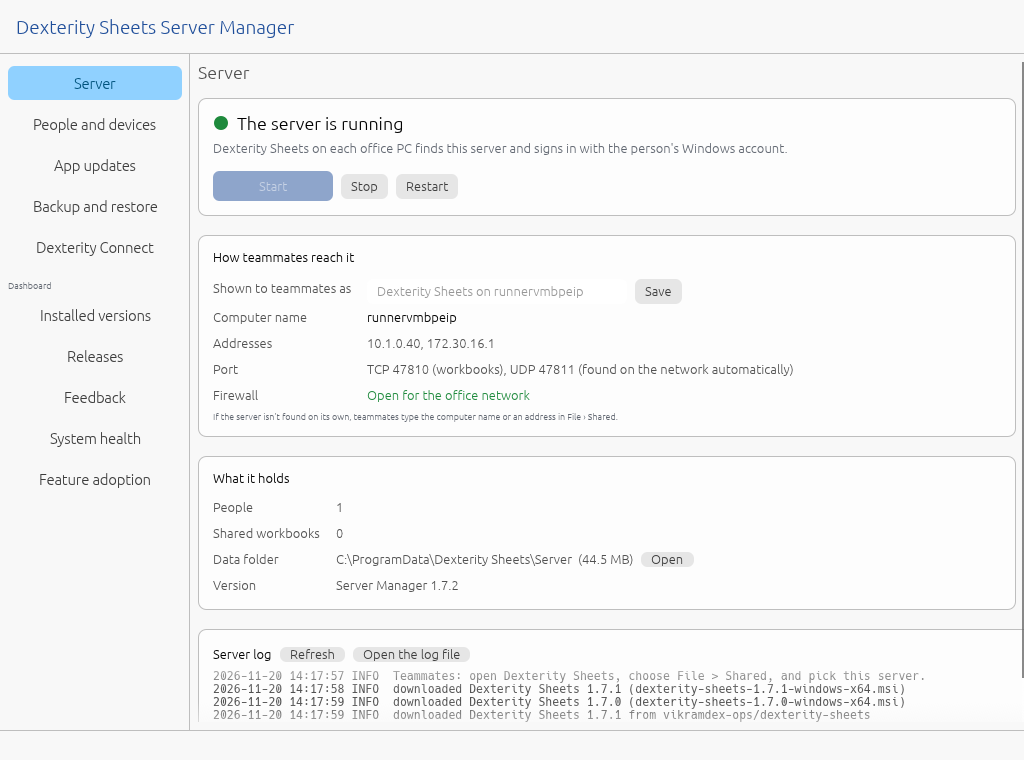 Dexterity Sheets Server Manager
Server
People and devices
App updates
Backup and restore
Dexterity Connect
Dashboard
Installed versions
Releases
Feedback
System health
Feature adoption
Server
The server is running
Dexterity Sheets on each office PC finds this server and signs in with the person's Windows account.
Start Stop Restart
How teammates reach it
Shown to teammates as Dexterity Sheets on runnervmbpeip Save
Computer name runnervmbpeip
Addresses 10.1.0.40, 172.30.16.1
Port TCP 47810 (workbooks), UDP 47811 (found on the network automatically)
Firewall Open for the office network
If the server isn't found on its own, teammates type the computer name or an address in File › Shared.
What it holds
People 1
Shared workbooks 0
Data folder C:\ProgramData\Dexterity Sheets\Server (44.5 MB) Open
Version Server Manager 1.7.2
Server log Refresh Open the log file
2026-11-20 14:17:57 INFO Teammates: open Dexterity Sheets, choose File > Shared, and pick this server.
2026-11-20 14:17:58 INFO downloaded Dexterity Sheets 1.7.1 (dexterity-sheets-1.7.1-windows-x64.msi)
2026-11-20 14:17:59 INFO downloaded Dexterity Sheets 1.7.0 (dexterity-sheets-1.7.0-windows-x64.msi)
2026-11-20 14:17:59 INFO downloaded Dexterity Sheets 1.7.1 from vikramdex-ops/dexterity-sheets